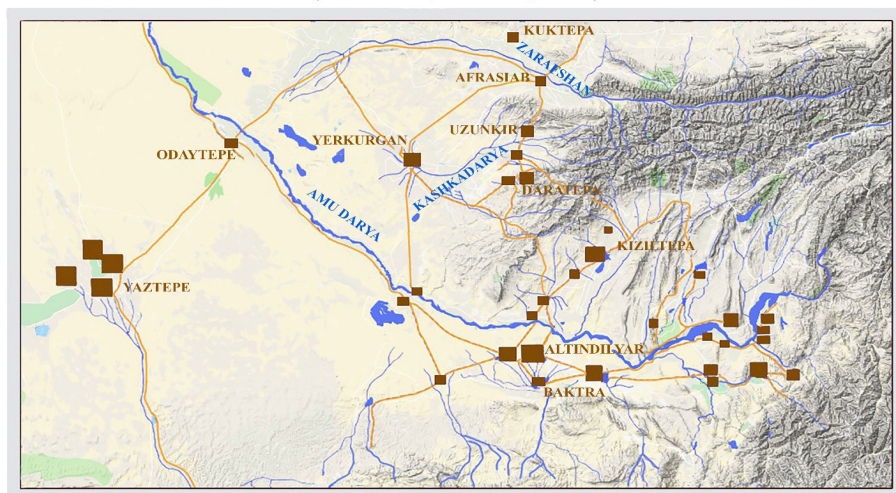 KUKTEPA
ZARAFSHAN
AFRASIAB
UZUNKIR
YERKURGAN
ODAYTEPE
KASHKADARYA
DARATEPA
AMU DARYA
KIZILTEPA
YAZTEPE
ALTINDILYAR
BAKTRA